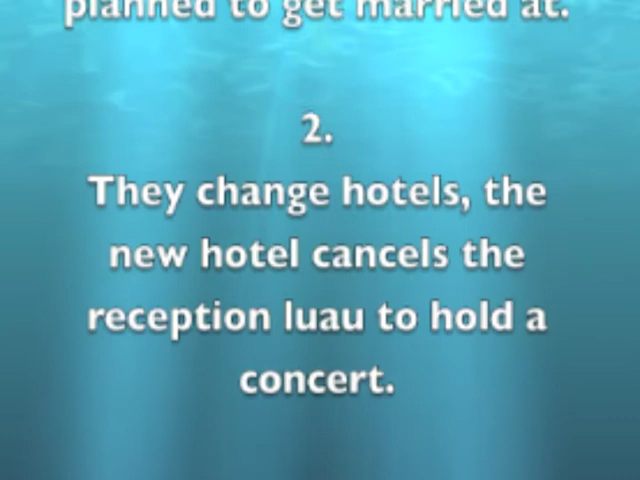 planned to get married at.
2.
They change hotels, the
new hotel cancels the
reception luau to hold a
concert.